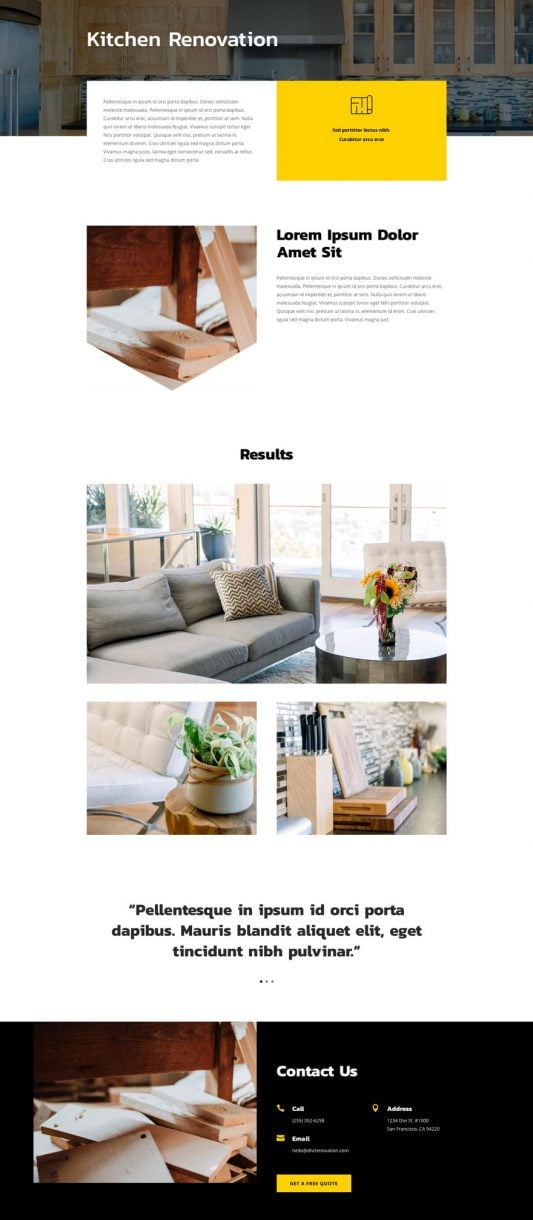 Kitchen Renovation
Pellentesque in ipsum id orci porta dapibus. Donec sollicitudin
molestie malesuada. Pellentesque in ipsum id orci porta dapibus.
Curabitur arcu erat, accumsan id imperdiet et, porttitor at sem. Nulla
quis lorem ut libero malesuada feugiat. Vivamus suscipit tortor eget
felis porttitor volutpat. Quisque velit nisi, pretium ut lacinia in,
elementum id enim. Cras ultricies ligula sed magna dictum porta.
Vivamus magna justo, lacinia eget consectetur sed, convallis at tellus.
Cras ultricies ligula sed magna dictum porta.
Sed porttitor lectus nibh.
Curabitur arcu erat
Lorem Ipsum Dolor
Amet Sit
Pellentesque in ipsum id orci porta dapibus. Donec sollicitudin molestie
malesuada. Pellentesque in ipsum id orci porta dapibus. Curabitur arcu erat,
accumsan id imperdiet et, porttitor at sem. Nulla quis lorem ut libero
malesuada feugiat. Vivamus suscipit tortor eget felis porttitor volutpat.
Quisque velit nisi, pretium ut lacinia in, elementum id enim. Cras ultricies
ligula sed magna dictum porta. Vivamus magna just
Results
“Pellentesque in ipsum id orci porta
dapibus. Mauris blandit aliquet elit, eget
tincidunt nibh pulvinar.”
Contact Us
Call
(255) 352-6258
Address
1234 Divi St. #1000
San Francisco, CA 94220
Email
hello@divirenovation.com
GET A FREE QUOTE